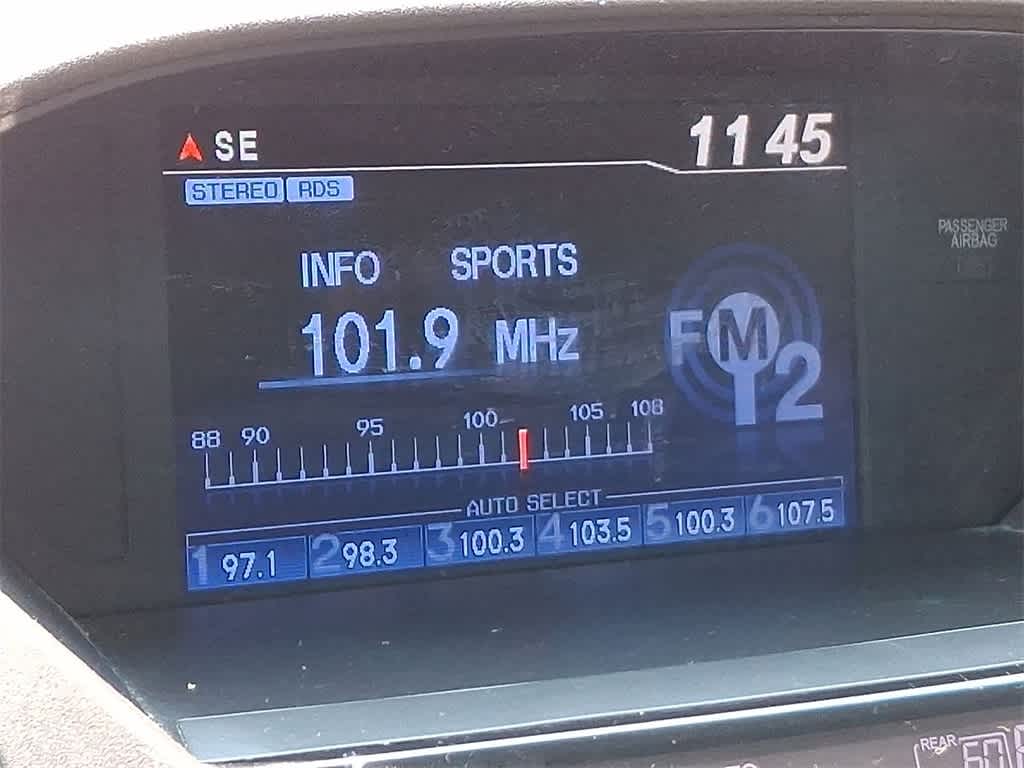 SE 11 45
STEREO RDS
INFO SPORTS
101.9 MHz
FM2
88 90 95 100 105 108
AUTO SELECT
1 97.1 2 98.3 3 100.3 4 103.5 5 100.3 6 107.5
PASSENGER
AIRBAG
REAR
60